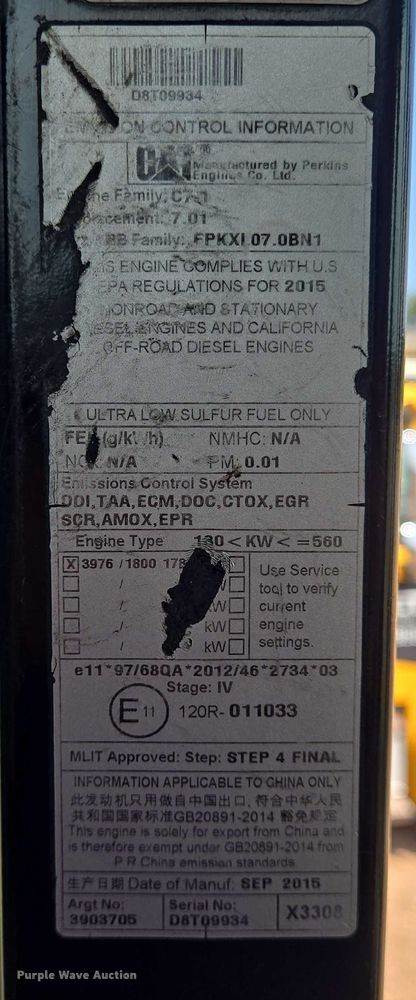 D8T09934
CONTROL INFORMATION
CAT Manufactured by Perkins
Engines Co. Ltd.
Family: C7.1
7.01
Family: FPKXL07.0BN1
ENGINE COMPLIES WITH U.S
EPA REGULATIONS FOR 2015
NONROAD AND STATIONARY
ENGINES AND CALIFORNIA
OFF-ROAD DIESEL ENGINES
ULTRA LOW SULFUR FUEL ONLY
NMHC: N/A
N/A PM: 0.01
Emissions Control System
DDI,TAA,ECM,DOC,CTOX,EGR
SCR,AMOX,EPR
Engine Type 130 < KW < =560
X 3976 / 1800
/
/ kW
/ kW
/ kW
Use Service
tool to verify
current
engine
settings.
e11*97/68QA*2012/46*2734*03
Stage: IV
E 11 120R- 011033
MLIT Approved: Step: STEP 4 FINAL
INFORMATION APPLICABLE TO CHINA ONLY
此发动机只用做自中国出口, 符合中华人民
共和国国家标准GB20891-2014 豁免规定
This engine is solely for export from China and
is therefore exempt under GB20891-2014 from
P R China emission standards.
生产日期 Date of Manuf: SEP 2015
Argt No:
3903705
Serial No:
D8T09934
X3308
Purple Wave Auction